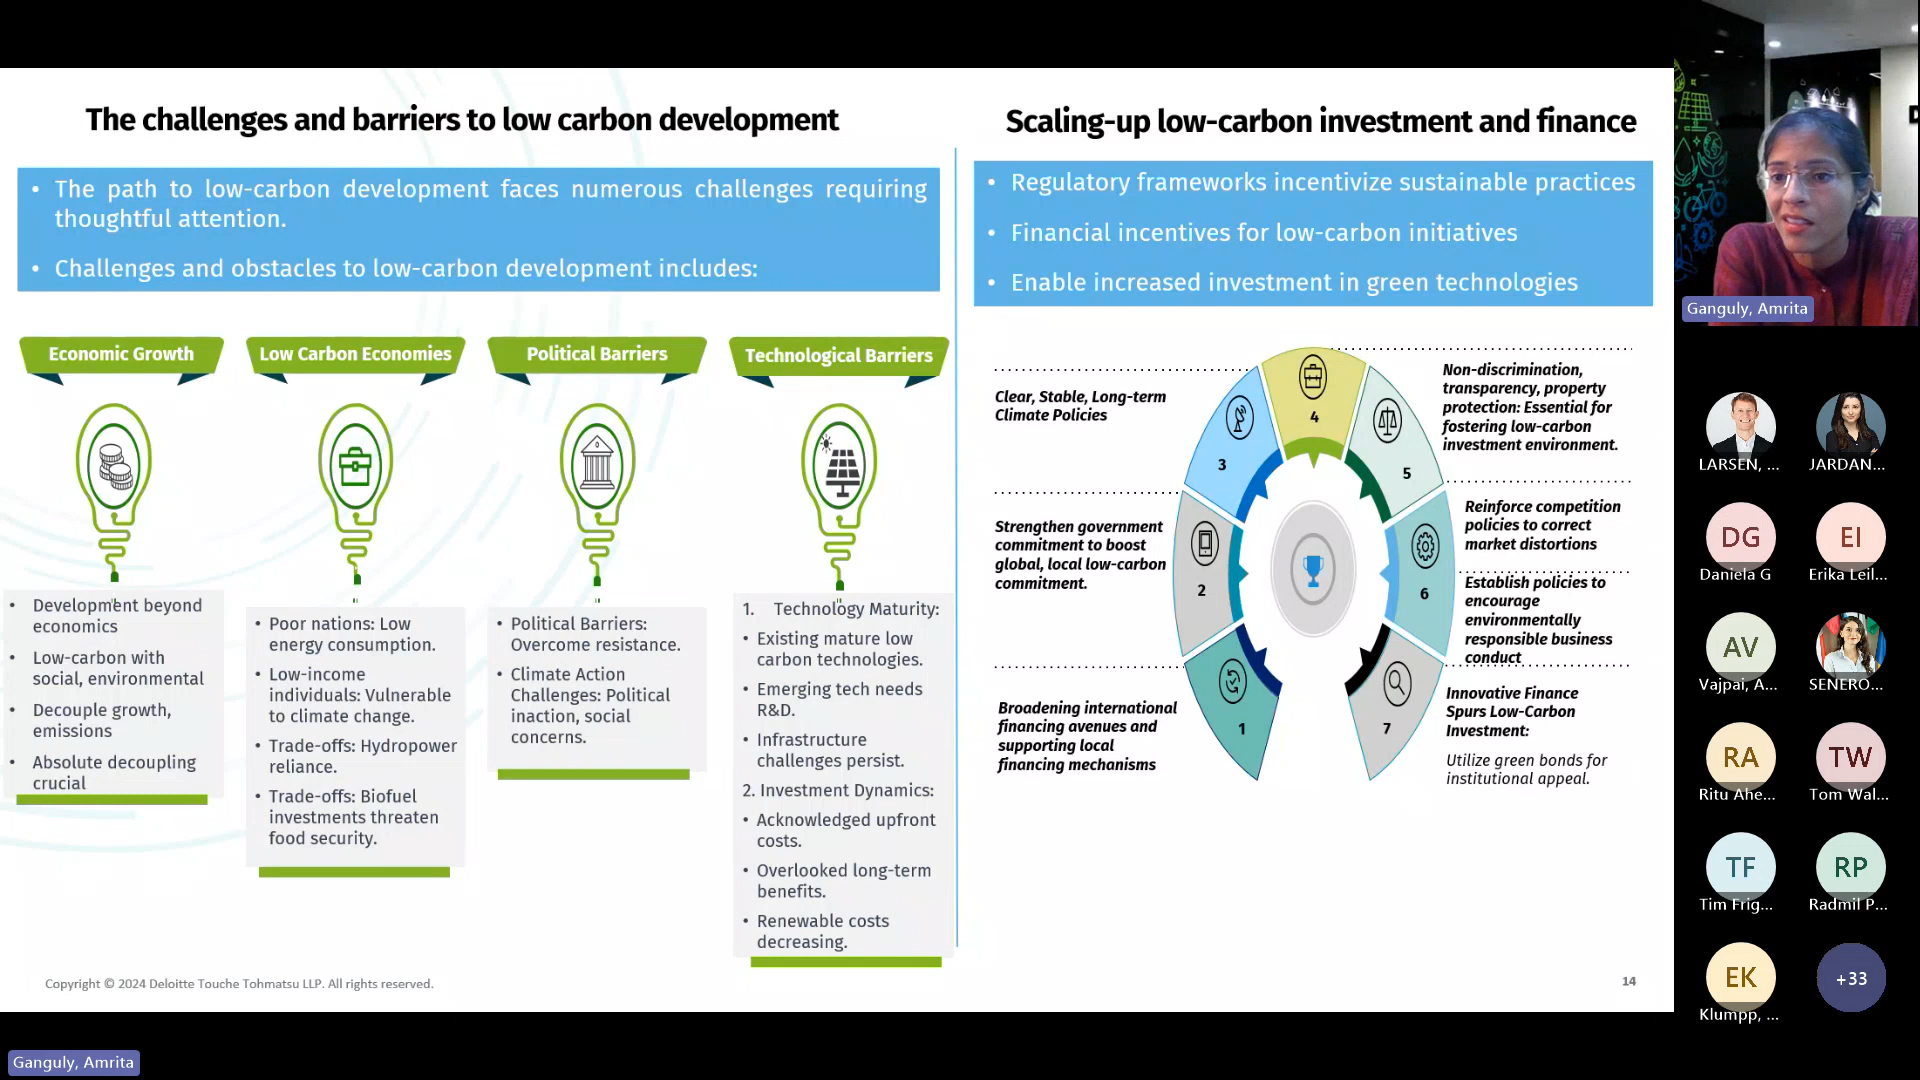 The challenges and barriers to low carbon development
• The path to low-carbon development faces numerous challenges requiring
thoughtful attention.
• Challenges and obstacles to low-carbon development includes:
Economic Growth
• Development beyond
economics
• Low-carbon with
social, environmental
• Decouple growth,
emissions
• Absolute decoupling
crucial
Low Carbon Economies
• Poor nations: Low
energy consumption.
• Low-income
individuals: Vulnerable
to climate change.
• Trade-offs: Hydropower
reliance.
• Trade-offs: Biofuel
investments threaten
food security.
Political Barriers
• Political Barriers:
Overcome resistance.
• Climate Action
Challenges: Political
inaction, social
concerns.
Technological Barriers
1. Technology Maturity:
• Existing mature low
carbon technologies.
• Emerging tech needs
R&D.
• Infrastructure
challenges persist.
2. Investment Dynamics:
• Acknowledged upfront
costs.
• Overlooked long-term
benefits.
• Renewable costs
decreasing.
Scaling-up low-carbon investment and finance
• Regulatory frameworks incentivize sustainable practices
• Financial incentives for low-carbon initiatives
• Enable increased investment in green technologies
Clear, Stable, Long-term
Climate Policies
Strengthen government
commitment to boost
global, local low-carbon
commitment.
Broadening international
financing avenues and
supporting local
financing mechanisms
1
2
3
4
5
6
7
Non-discrimination,
transparency, property
protection: Essential for
fostering low-carbon
investment environment.
Reinforce competition
policies to correct
market distortions
Establish policies to
encourage
environmentally
responsible business
conduct
Innovative Finance
Spurs Low-Carbon
Investment:
Utilize green bonds for
institutional appeal.
Copyright © 2024 Deloitte Touche Tohmatsu LLP. All rights reserved.
14
Ganguly, Amrita
D
Ganguly, Amrita
LARSEN, ...
JARDAN...
DG
Daniela G
EI
Erika Leil...
AV
Vajpai, A...
SENERO...
RA
Ritu Ahe...
TW
Tom Wal...
TF
Tim Frig...
RP
Radmil P...
EK
Klumpp, ...
+33